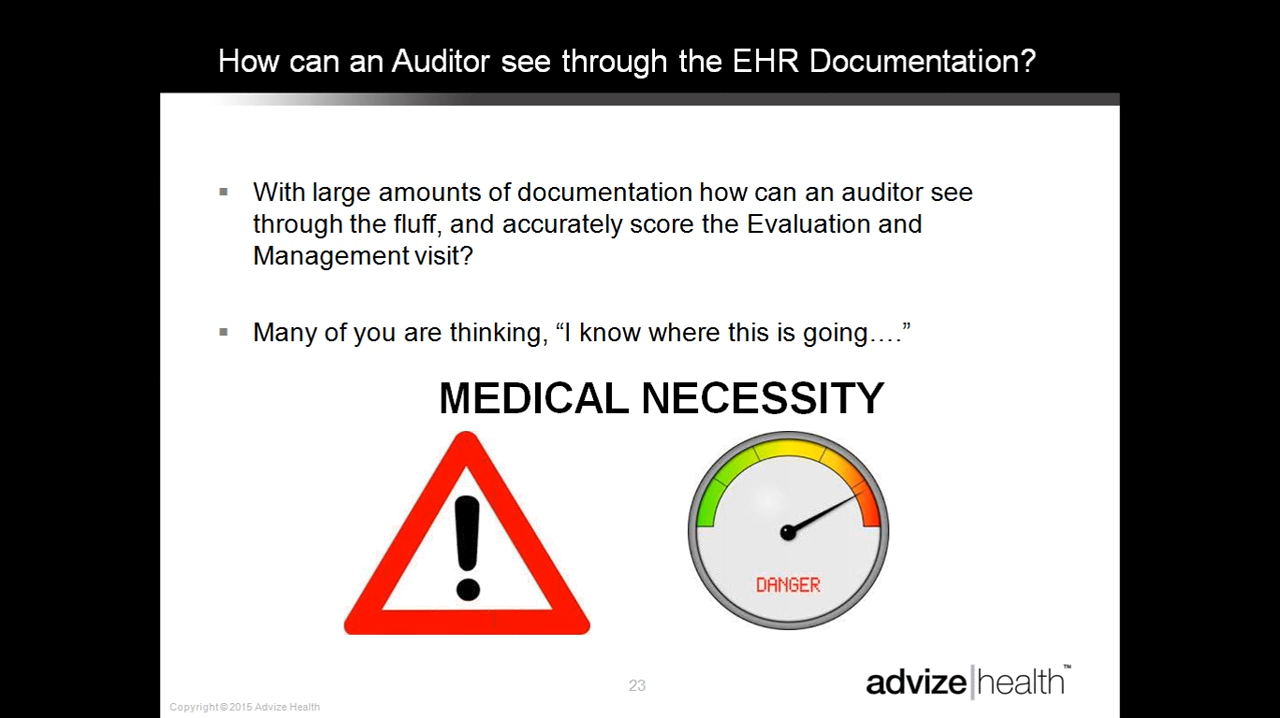 How can an Auditor see through the EHR Documentation?
With large amounts of documentation how can an auditor see
through the fluff, and accurately score the Evaluation and
Management visit?
Many of you are thinking, “I know where this is going….”
MEDICAL NECESSITY
DANGER
23
advize|health™
Copyright©2015 Advize Health